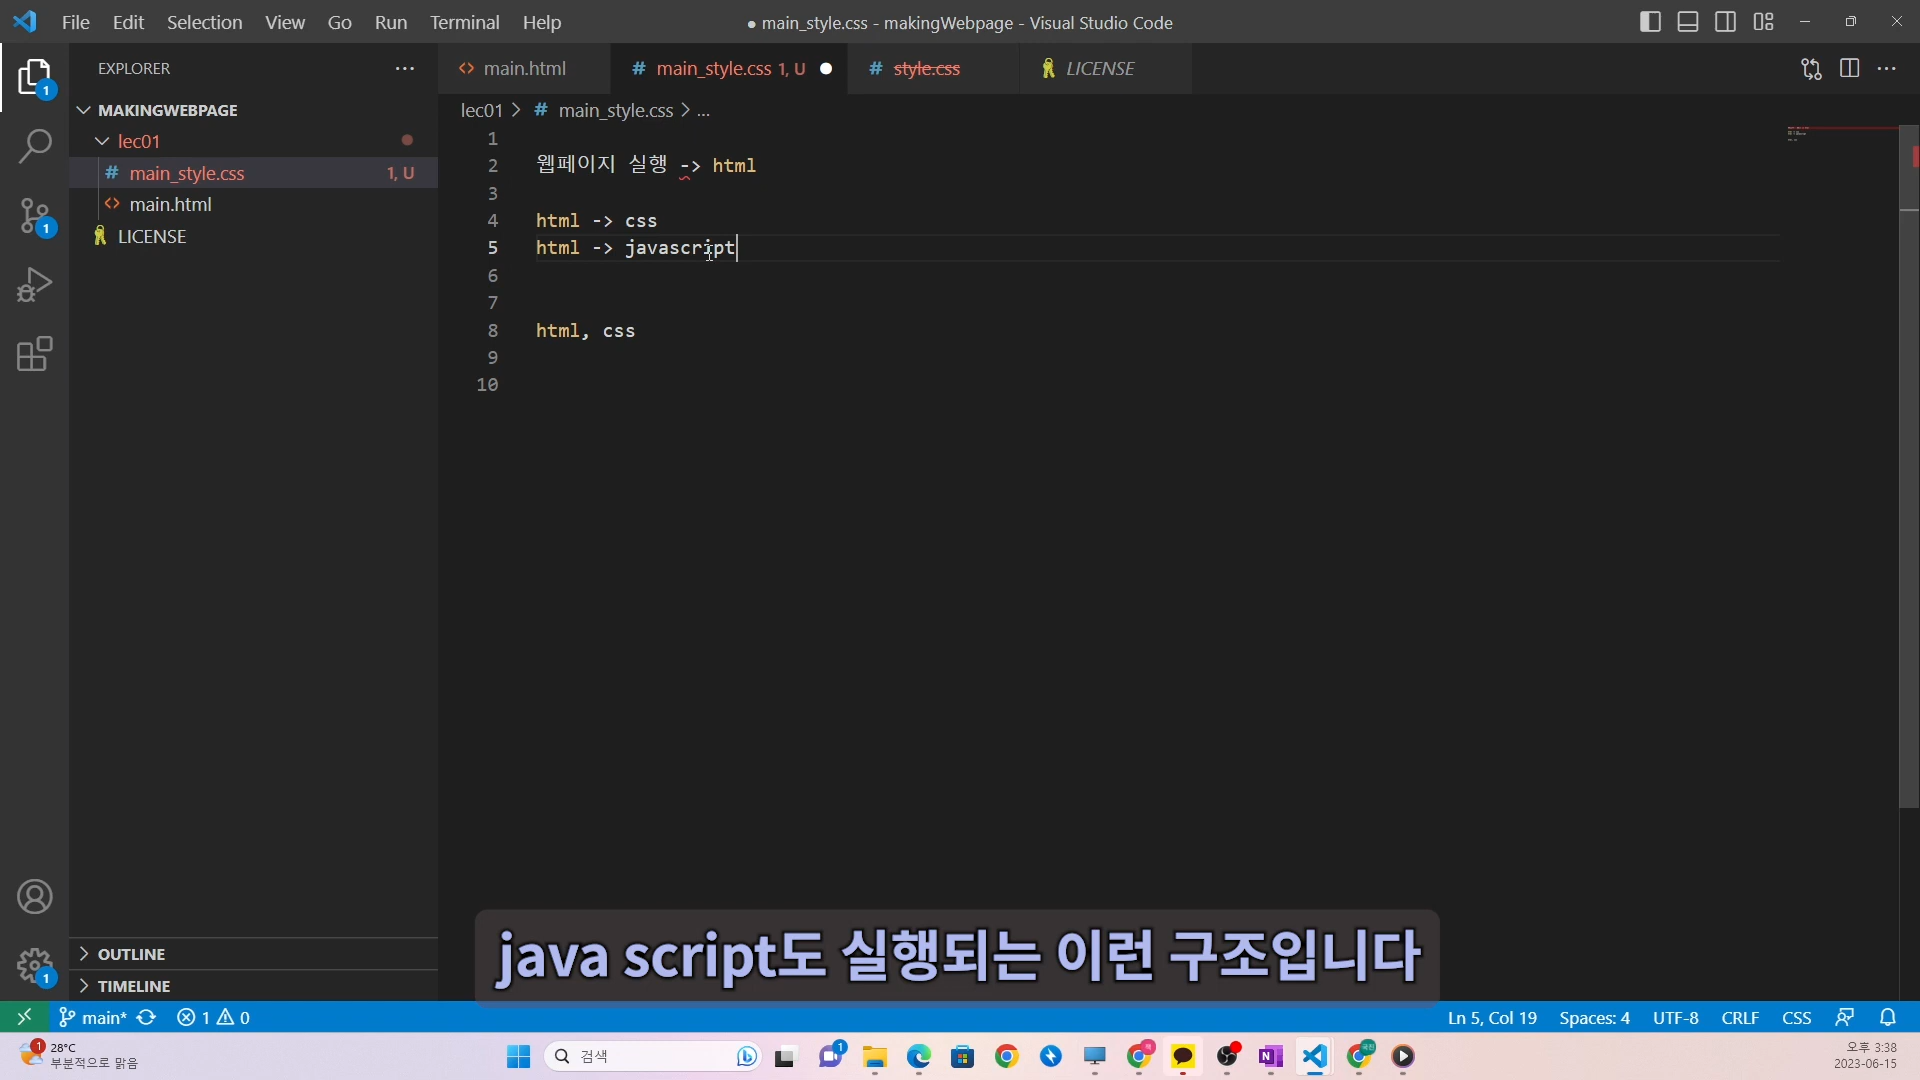 File Edit Selection View Go Run Terminal Help
● main_style.css - makingWebpage - Visual Studio Code
EXPLORER
MAKINGWEBPAGE
lec01
# main_style.css 1, U
<> main.html
LICENSE
OUTLINE
TIMELINE
<> main.html
# main_style.css 1, U
# style.css
LICENSE
lec01 > # main_style.css > ...
1
2 웹페이지 실행 -> html
3
4 html -> css
5 html -> javascript
6
7
8 html, css
9
10
java script도 실행되는 이런 구조입니다
main* 1 0
Ln 5, Col 19 Spaces: 4 UTF-8 CRLF CSS
28°C
부분적으로 맑음
검색
오후 3:38
2023-06-15